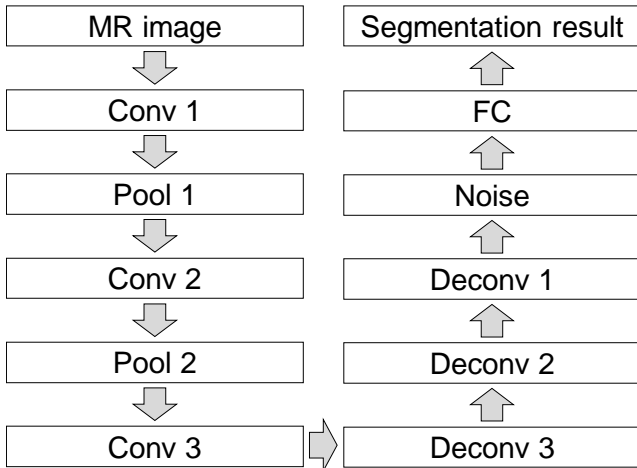 MR image
Conv 1
Pool 1
Conv 2
Pool 2
Conv 3
Deconv 3
Deconv 2
Deconv 1
Noise
FC
Segmentation result